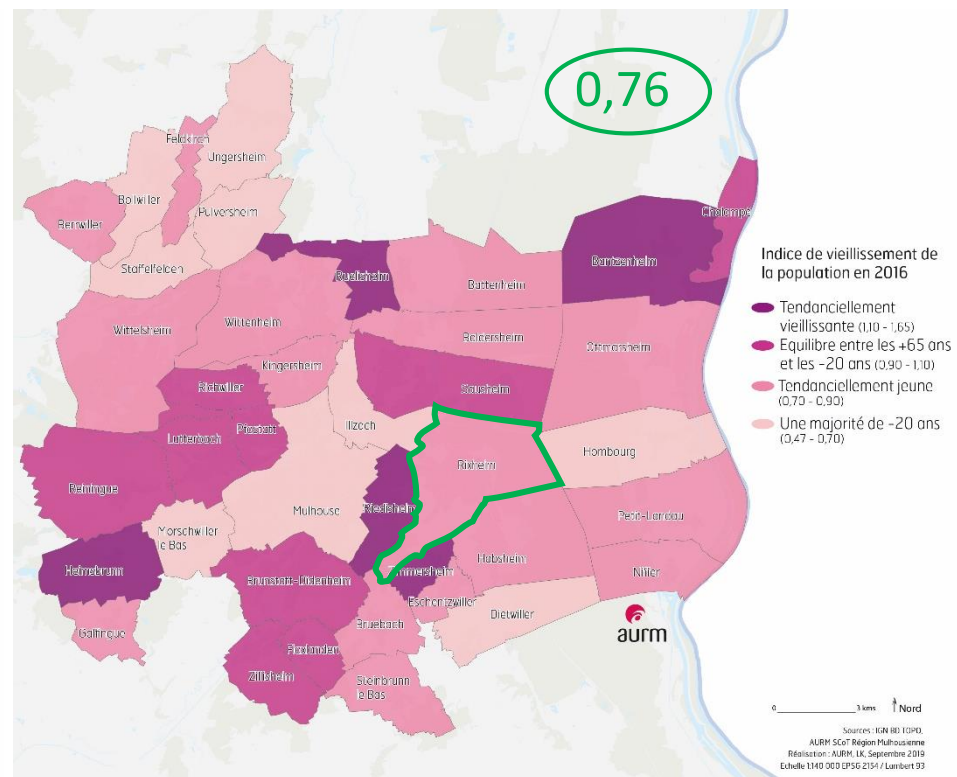 0,76
Feldkirch
Ungersheim
Bollwiller
Berrwiller
Pulversheim
Staffelfelden
Chalampé
Ruelisheim
Bantzenheim
Battenheim
Wittelsheim
Wittenheim
Baldersheim
Ottmarsheim
Kingersheim
Richwiller
Sausheim
Pfastatt
Lutterbach
Illzach
Hombourg
Rixheim
Reiningue
Mulhouse
Riedisheim
Petit-Landau
Morschwiller
le Bas
Heimsbrunn
Habsheim
Zimmersheim
Niffer
Brunstatt-Didenheim
Eschentzwiller
Dietwiller
Bruebach
Galfingue
Flaxlanden
Zillisheim
Steinbrunn
le Bas
Indice de vieillissement de
la population en 2016
Tendanciellement
vieillissante (1,10 - 1,65)
Equilibre entre les +65 ans
et les -20 ans (0,90 - 1,10)
Tendanciellement jeune
(0,70 - 0,90)
Une majorité de -20 ans
(0,47 - 0,70)
aurm
0 3 kms Nord
Sources : IGN BD TOPO,
AURM SCoT Région Mulhousienne
Réalisation : AURM, LK, Septembre 2019
Echelle 1:140 000 EPSG 2154 / Lambert 93